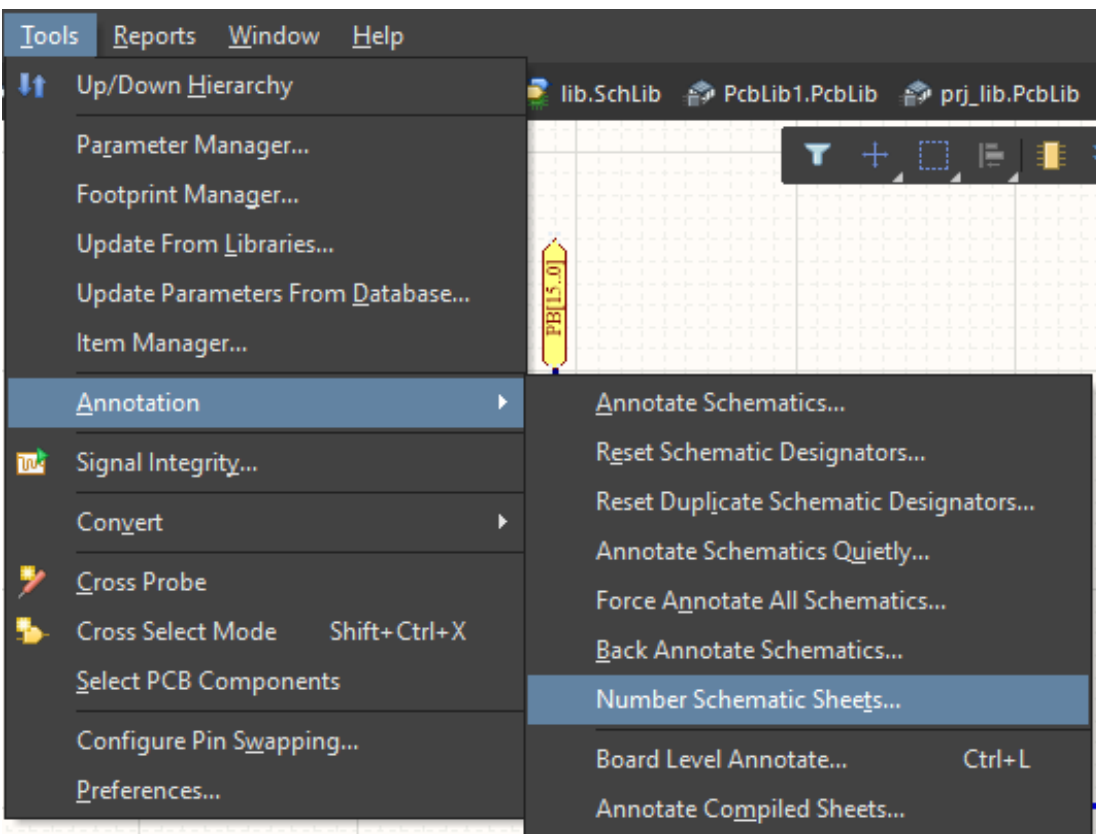 Tools Reports Window Help
Up/Down Hierarchy
lib.SchLib PcbLib1.PcbLib prj_lib.PcbLib
Parameter Manager...
Footprint Manager...
Update From Libraries...
Update Parameters From Database...
Item Manager...
PB[15..0]
Annotation
Signal Integrity...
Convert
Cross Probe
Cross Select Mode Shift+Ctrl+X
Select PCB Components
Configure Pin Swapping...
Preferences...
Annotate Schematics...
Reset Schematic Designators...
Reset Duplicate Schematic Designators...
Annotate Schematics Quietly...
Force Annotate All Schematics...
Back Annotate Schematics...
Number Schematic Sheets...
Board Level Annotate... Ctrl+L
Annotate Compiled Sheets...